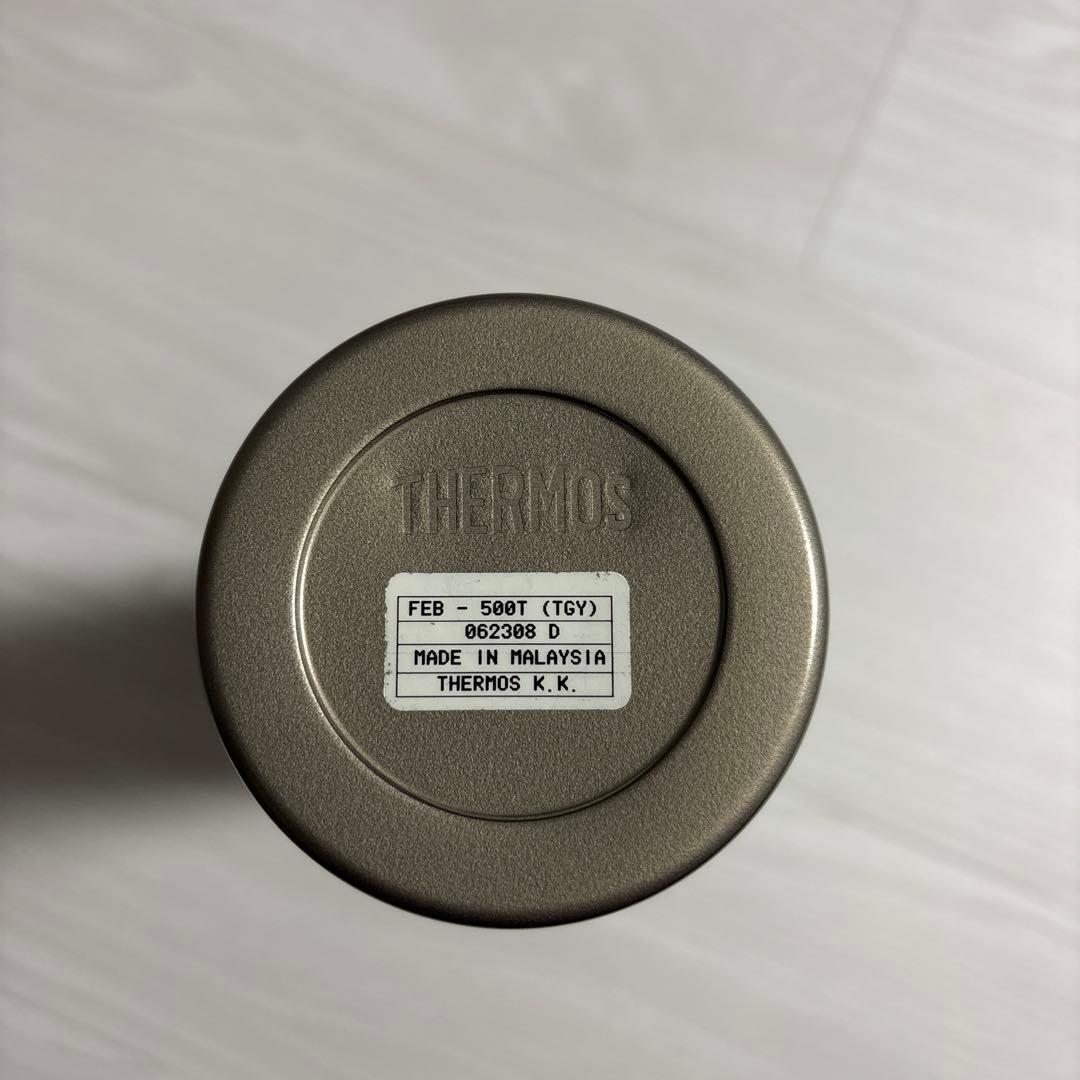 THERMOS
FEB - 500T (TGY)
062308 D
MADE IN MALAYSIA
THERMOS K.K.